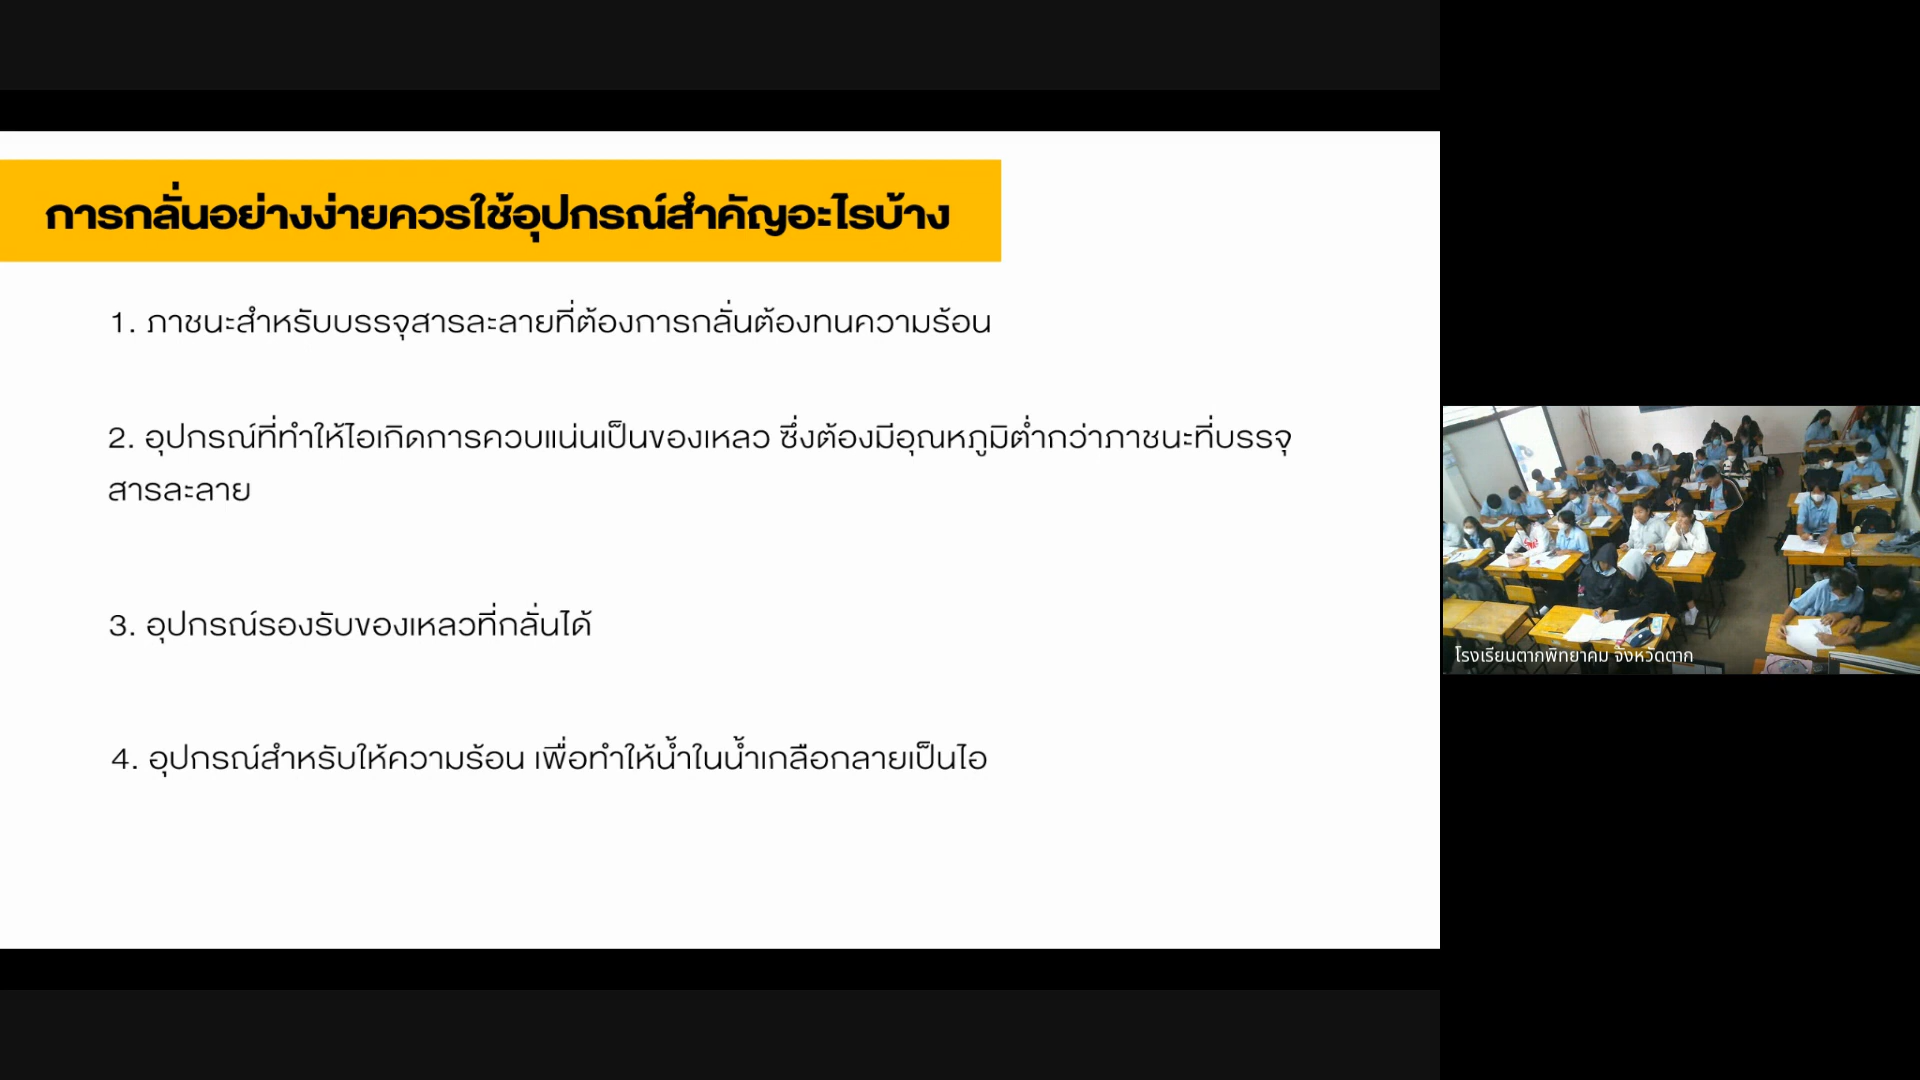 การกลั่นอย่างง่ายควรใช้อุปกรณ์สำคัญอะไรบ้าง
1. ภาชนะสำหรับบรรจุสารละลายที่ต้องการกลั่นต้องทนความร้อน
2. อุปกรณ์ที่ทำให้ไอเกิดการควบแน่นเป็นของเหลว ซึ่งต้องมีอุณหภูมิต่ำกว่าภาชนะที่บรรจุ
สารละลาย
3. อุปกรณ์รองรับของเหลวที่กลั่นได้
4. อุปกรณ์สำหรับให้ความร้อน เพื่อทำให้น้ำในน้ำเกลือกลายเป็นไอ
โรงเรียนตากพิทยาคม จังหวัดตาก